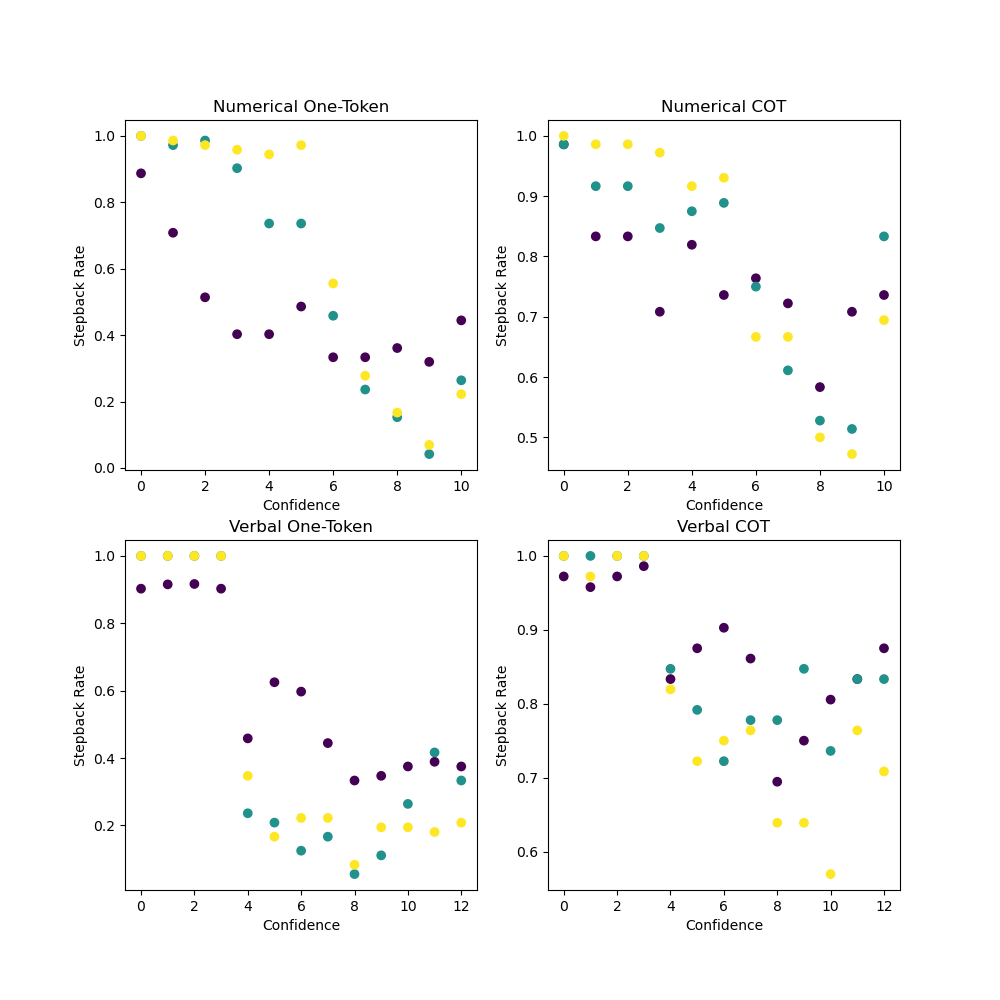 Numerical One-Token
Stepback Rate
1.0
0.8
0.6
0.4
0.2
0.0
0 2 4 6 8 10
Confidence
Numerical COT
Stepback Rate
1.0
0.9
0.8
0.7
0.6
0.5
0 2 4 6 8 10
Confidence
Verbal One-Token
Stepback Rate
1.0
0.8
0.6
0.4
0.2
0 2 4 6 8 10 12
Confidence
Verbal COT
Stepback Rate
1.0
0.9
0.8
0.7
0.6
0 2 4 6 8 10 12
Confidence